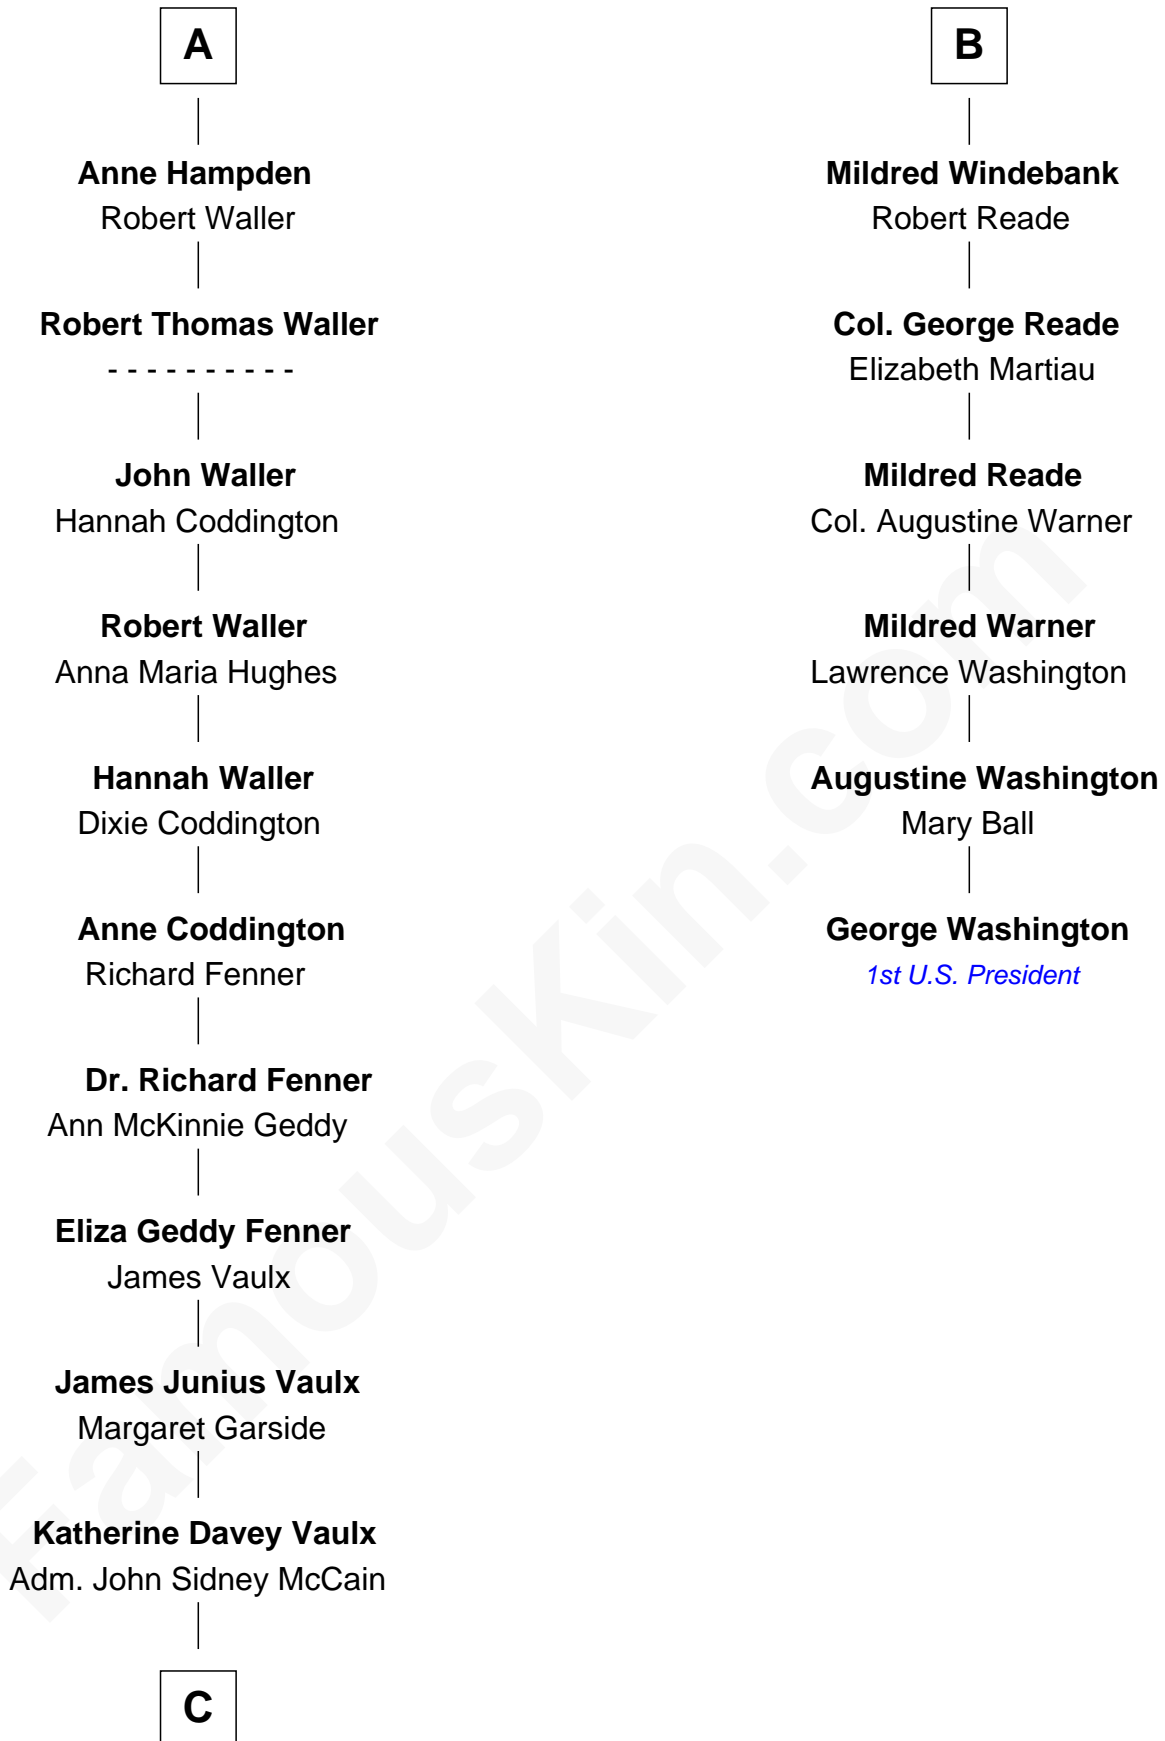 A
Anne Hampden
Robert Waller
Robert Thomas Waller
- - - - - - - - - -
John Waller
Hannah Coddington
Robert Waller
Anna Maria Hughes
Hannah Waller
Dixie Coddington
Anne Coddington
Richard Fenner
Dr. Richard Fenner
Ann McKinnie Geddy
Eliza Geddy Fenner
James Vaulx
James Junius Vaulx
Margaret Garside
Katherine Davey Vaulx
Adm. John Sidney McCain
C
B
Mildred Windebank
Robert Reade
Col. George Reade
Elizabeth Martiau
Mildred Reade
Col. Augustine Warner
Mildred Warner
Lawrence Washington
Augustine Washington
Mary Ball
George Washington
1st U.S. President
FamousKin.com